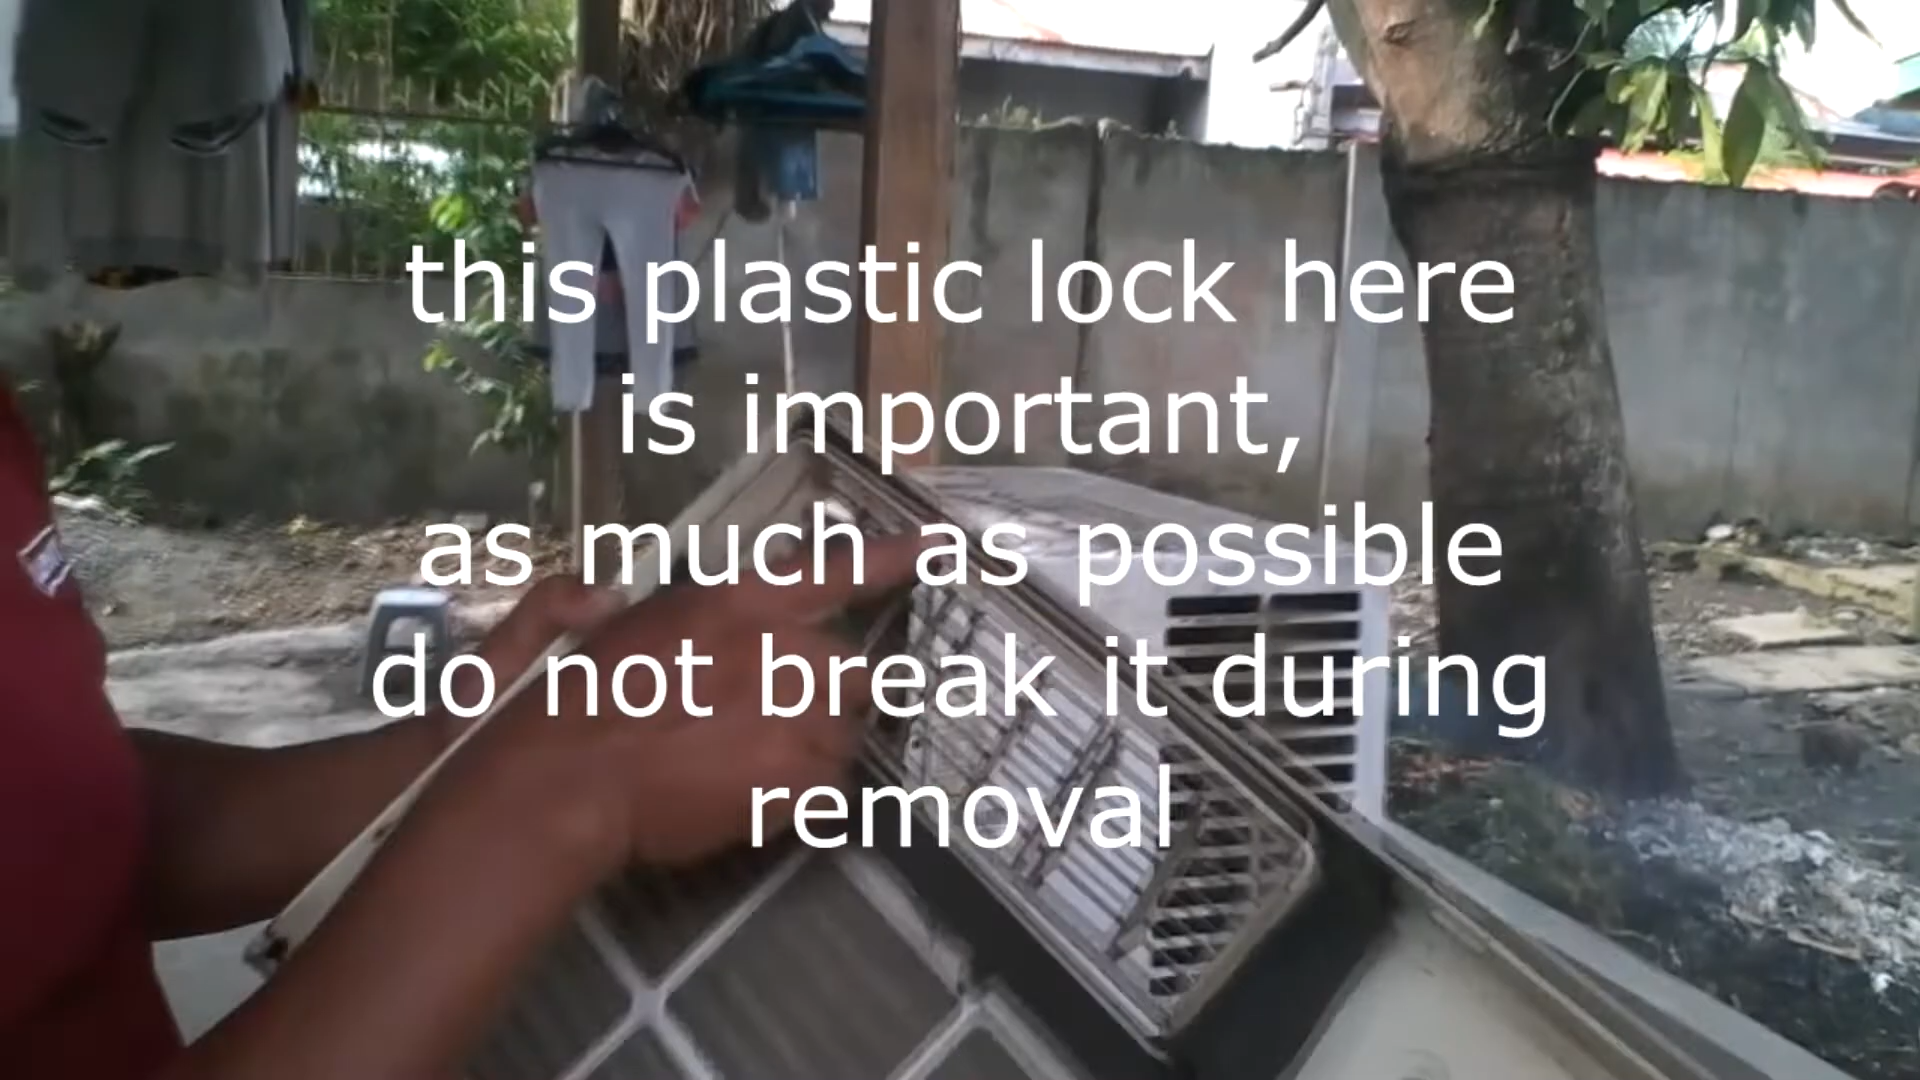 this plastic lock here
is important,
as much as possible
do not break it during
removal